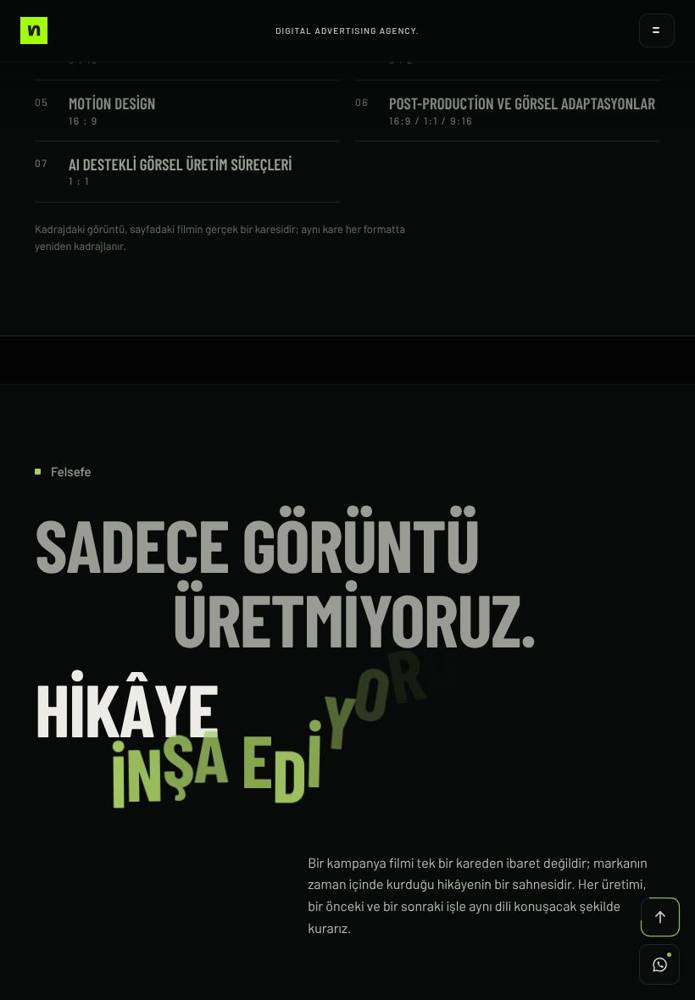 DIGITAL ADVERTISING AGENCY.
05 MOTİON DESİGN
16 : 9
06 POST-PRODUCTİON VE GÖRSEL ADAPTASYONLAR
16:9 / 1:1 / 9:16
07 AI DESTEKLİ GÖRSEL ÜRETİM SÜREÇLERİ
1 : 1
Kadrajdaki görüntü, sayfadaki filmin gerçek bir karesidir; aynı kare her formatta
yeniden kadrajlanır.
Felsefe
SADECE GÖRÜNTÜ
ÜRETMİYORUZ.
HİKÂYE
İNŞA EDİYORU
Bir kampanya filmi tek bir kareden ibaret değildir; markanın
zaman içinde kurduğu hikâyenin bir sahnesidir. Her üretimi,
bir önceki ve bir sonraki işle aynı dili konuşacak şekilde
kurarız.